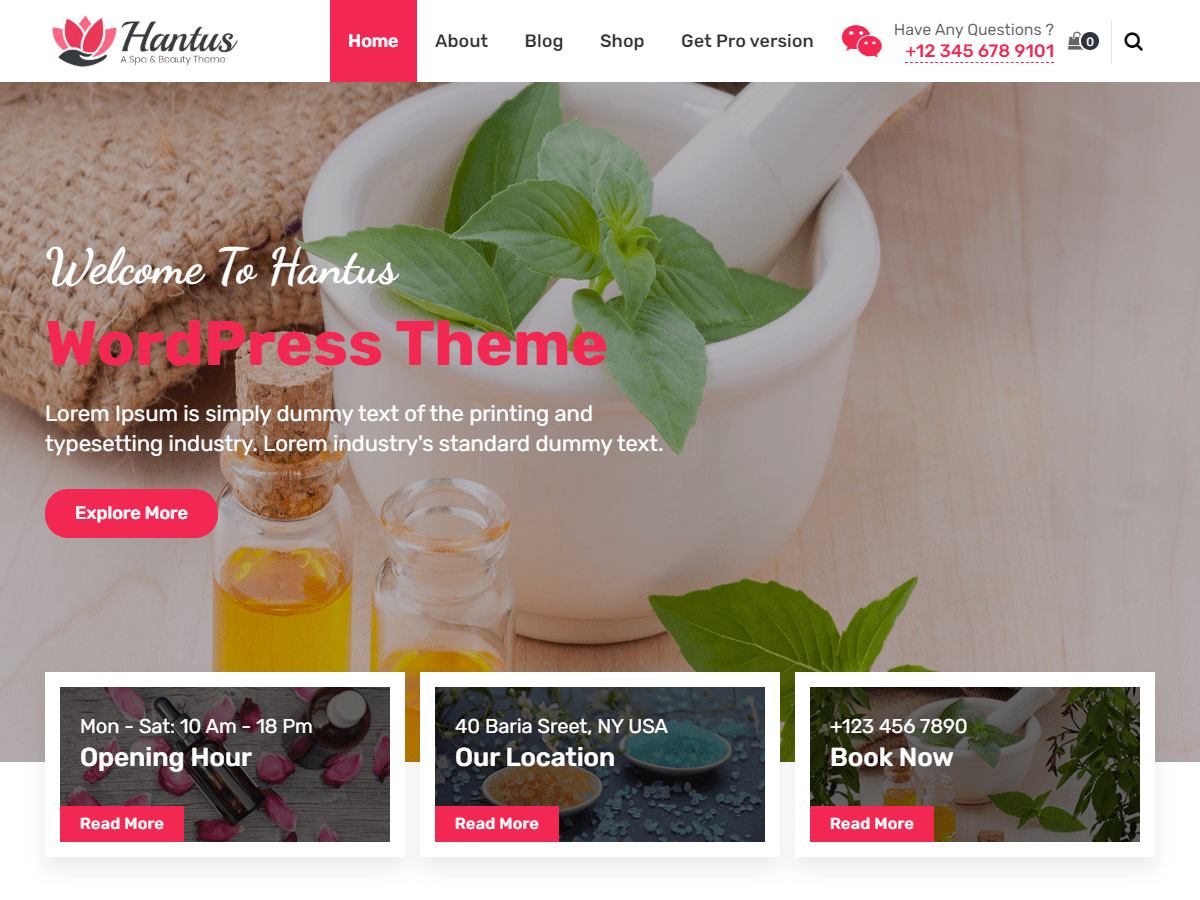 Hantus
A Spa & Beauty Theme
Home
About
Blog
Shop
Get Pro version
Have Any Questions ?
+12 345 678 9101
0
Welcome To Hantus
WordPress Theme
Lorem Ipsum is simply dummy text of the printing and
typesetting industry. Lorem industry's standard dummy text.
Explore More
Mon - Sat: 10 Am - 18 Pm
Opening Hour
Read More
40 Baria Sreet, NY USA
Our Location
Read More
+123 456 7890
Book Now
Read More